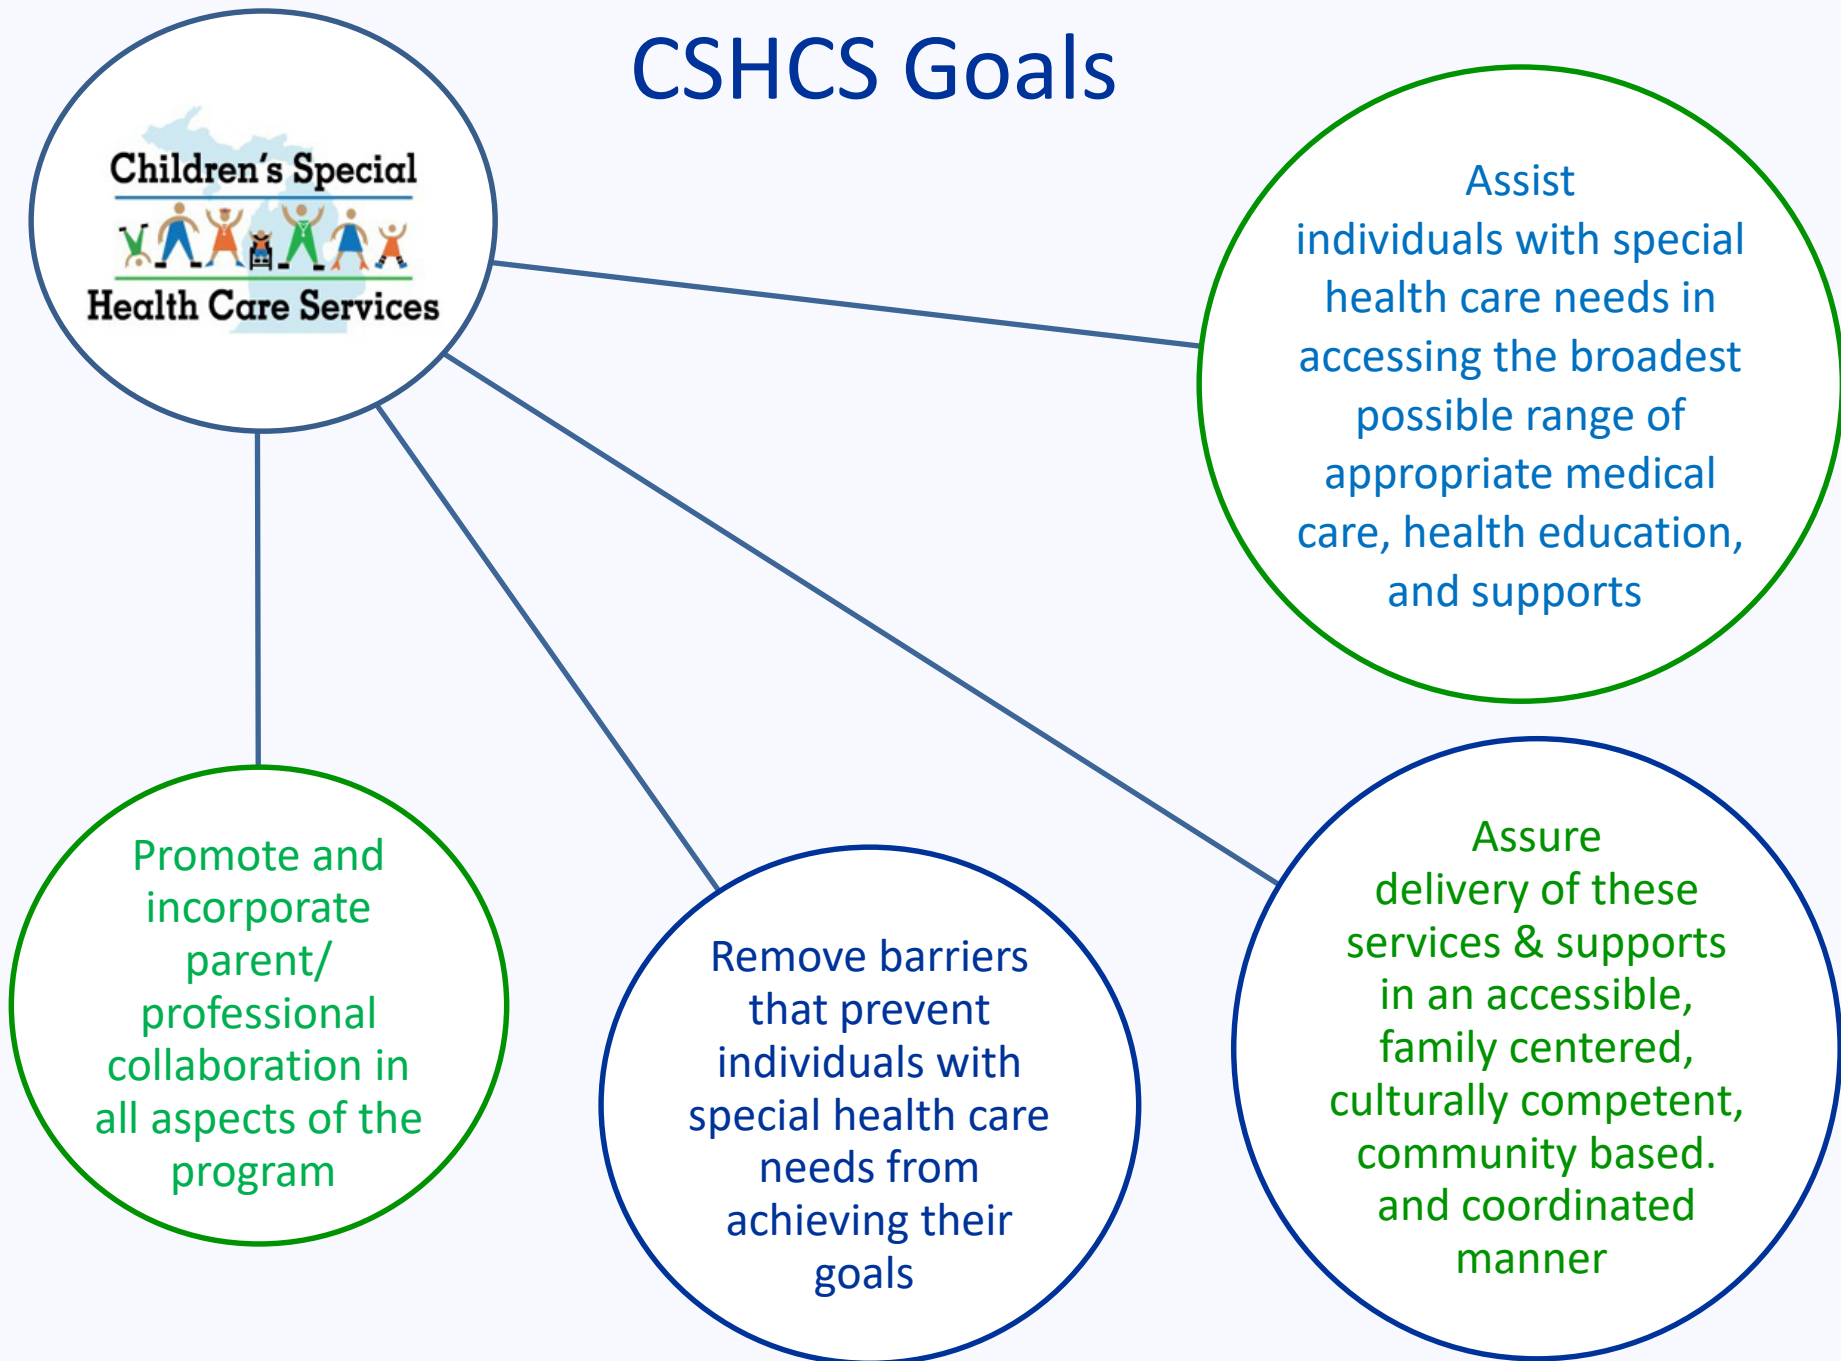 CSHCS Goals
Children's Special
Health Care Services
Assist
individuals with special
health care needs in
accessing the broadest
possible range of
appropriate medical
care, health education,
and supports
Assure
delivery of these
services & supports
in an accessible,
family centered,
culturally competent,
community based.
and coordinated
manner
Remove barriers
that prevent
individuals with
special health care
needs from
achieving their
goals
Promote and
incorporate
parent/
professional
collaboration in
all aspects of the
program